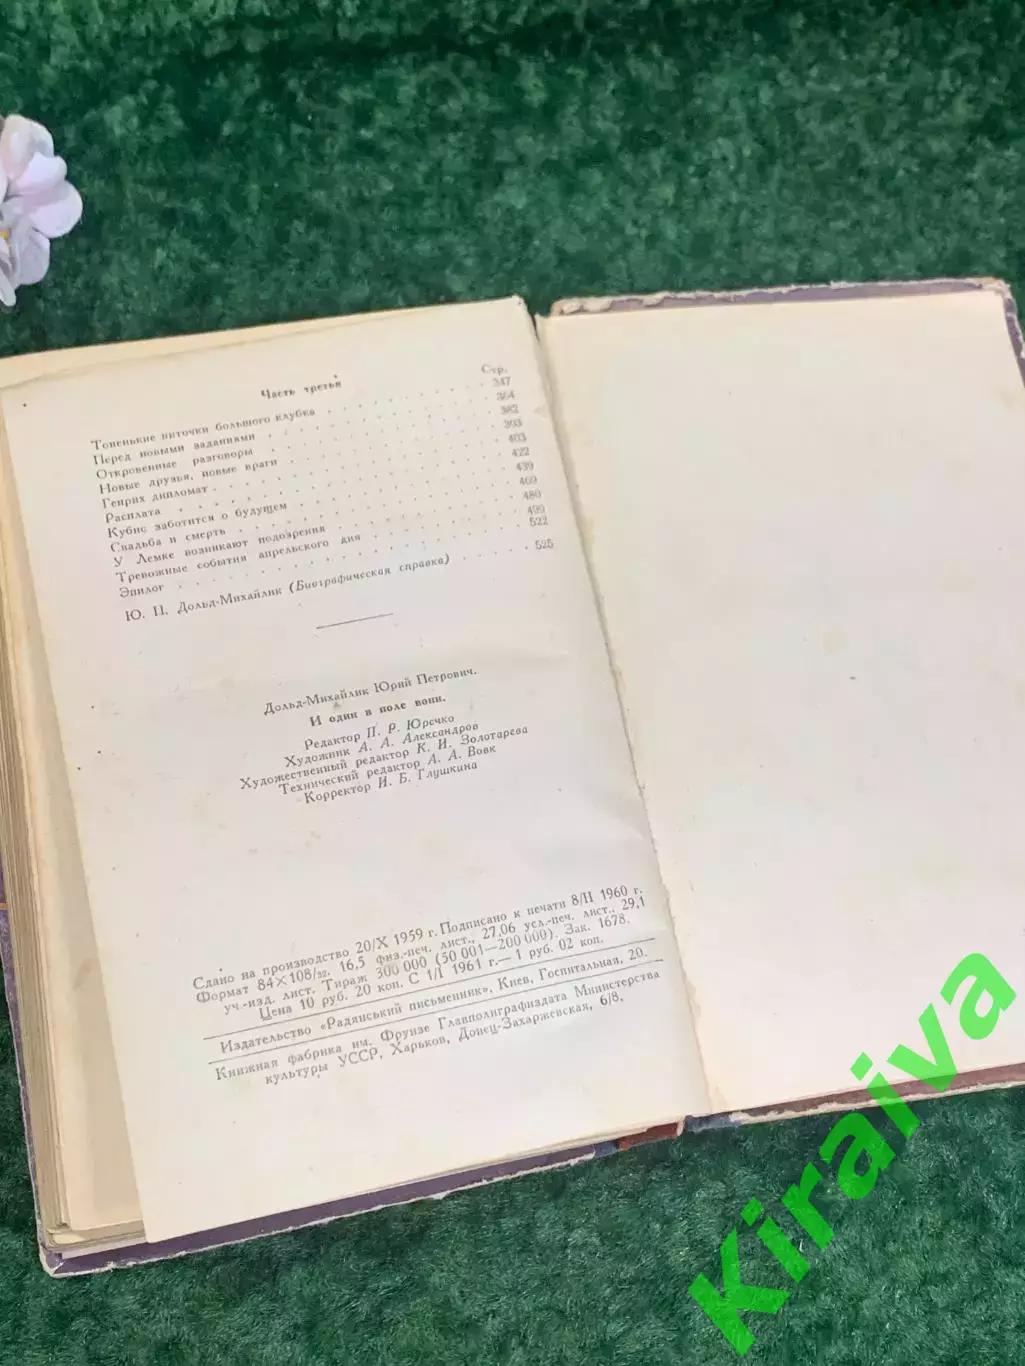 Часть третья
Стр.
Тоненькие ниточки большого клубка 347
Перед новыми заданиями 364
Откровенные разговоры 382
Новые друзья, новые враги 393
Генрих дипломат 403
Расплата 422
Кубис заботится о будущем 439
Свадьба и смерть 469
У Лемке возникают подозрения 480
Тревожные события апрельского дня 499
Эпилог 522
Ю. П. Дольд-Михайлик (Биографическая справка) 525
Дольд-Михайлик Юрий Петрович.
И один в поле воин.
Редактор П. Р. Юречко
Художник А. А. Александров
Художественный редактор К. И. Золотарева
Технический редактор А. А. Вовк
Корректор И. Б. Глушкина
Сдано на производство 20/X 1959 г. Подписано к печати 8/II 1960 г.
Формат 84×108/32. 16,5 физ.-печ. лист., 27,06 усл.-печ. лист., 29,1
уч.-изд. лист. Тираж 300 000 (50 001—200 000). Зак. 1678.
Цена 10 руб. 20 коп. С 1/I 1961 г.— 1 руб. 02 коп.
Издательство «Радянський письменник», Киев, Госпитальная, 20.
Книжная фабрика им. Фрунзе Главполиграфиздата Министерства
культуры УССР, Харьков, Донец-Захаржевская, 6/8.
Kiraiva